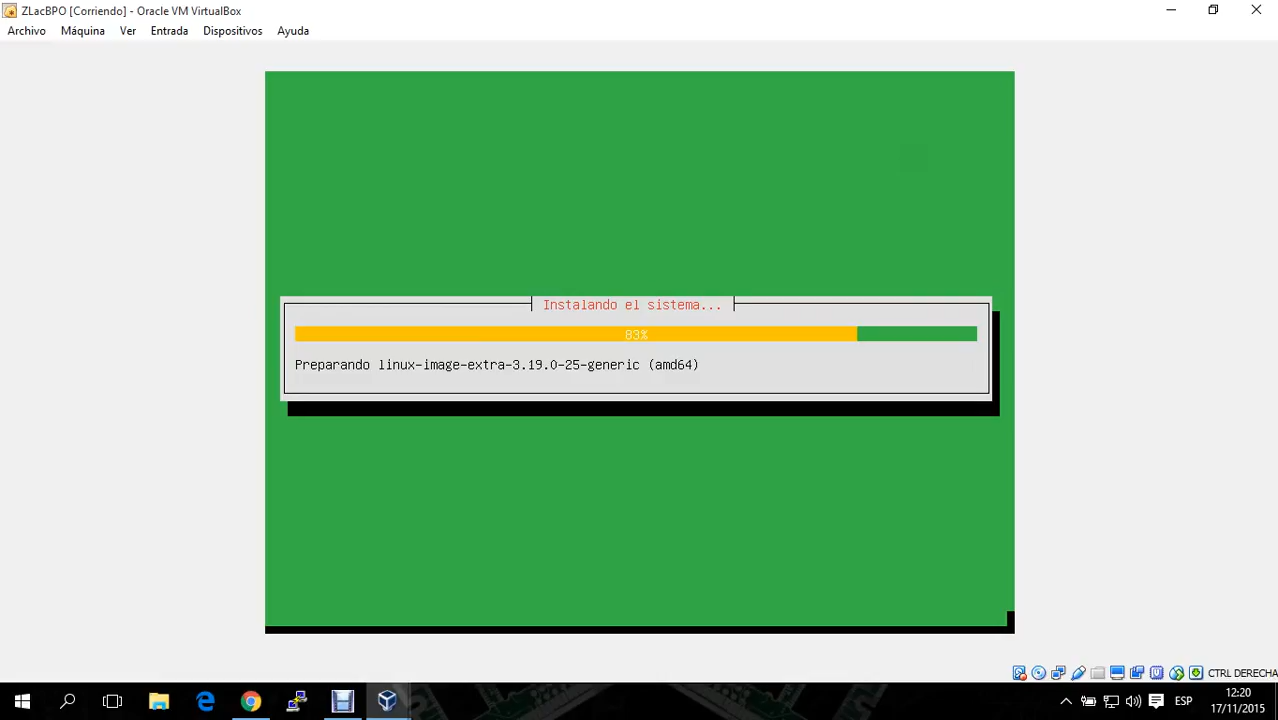 ZLacBPO [Corriendo] - Oracle VM VirtualBox
Archivo Máquina Ver Entrada Dispositivos Ayuda
Instalando el sistema...
83%
Preparando linux-image-extra-3.19.0-25-generic (amd64)
CTRL DERECHA
ESP
12:20
17/11/2015